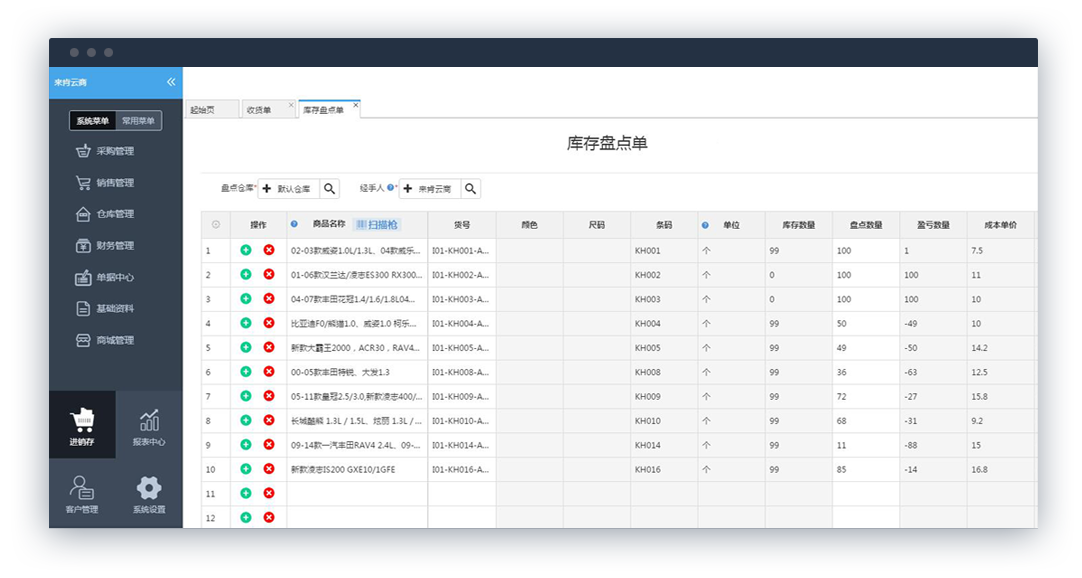 来肯云商
系统菜单 常用菜单
采购管理
销售管理
仓库管理
财务管理
单据中心
基础资料
商城管理
进销存 报表中心
客户管理 系统设置
起始页 收货单 库存盘点单
库存盘点单
盘点仓库* 默认仓库 经手人 * 来肯云商
操作 商品名称 扫描枪 货号 颜色 尺码 条码 单位 库存数量 盘点数量 盈亏数量 成本单价
1 02-03款威姿1.0L/1.3L、04款威乐... I01-KH001-A... KH001 个 99 100 1 7.5
2 01-06款汉兰达/凌志ES300 RX300... I01-KH002-A... KH002 个 0 100 100 11
3 04-07款丰田花冠1.4/1.6/1.8L04... I01-KH003-A... KH003 个 0 100 100 10
4 比亚迪F0/熊猫1.0、威姿1.0 柯乐... I01-KH004-A... KH004 个 99 50 -49 10
5 新款大霸王2000，ACR30，RAV4... I01-KH005-A... KH005 个 99 49 -50 14.2
6 00-05款丰田特锐、大发1.3 I01-KH008-A... KH008 个 99 36 -63 12.5
7 05-11款皇冠2.5/3.0,新款凌志400/... I01-KH009-A... KH009 个 99 72 -27 15.8
8 长城酷熊 1.3L / 1.5L、炫丽 1.3L / ... I01-KH010-A... KH010 个 99 68 -31 9.2
9 09-14款一汽丰田RAV4 2.4L、09-... I01-KH014-A... KH014 个 99 11 -88 15
10 新款凌志IS200 GXE10/1GFE I01-KH016-A... KH016 个 99 85 -14 16.8
11
12